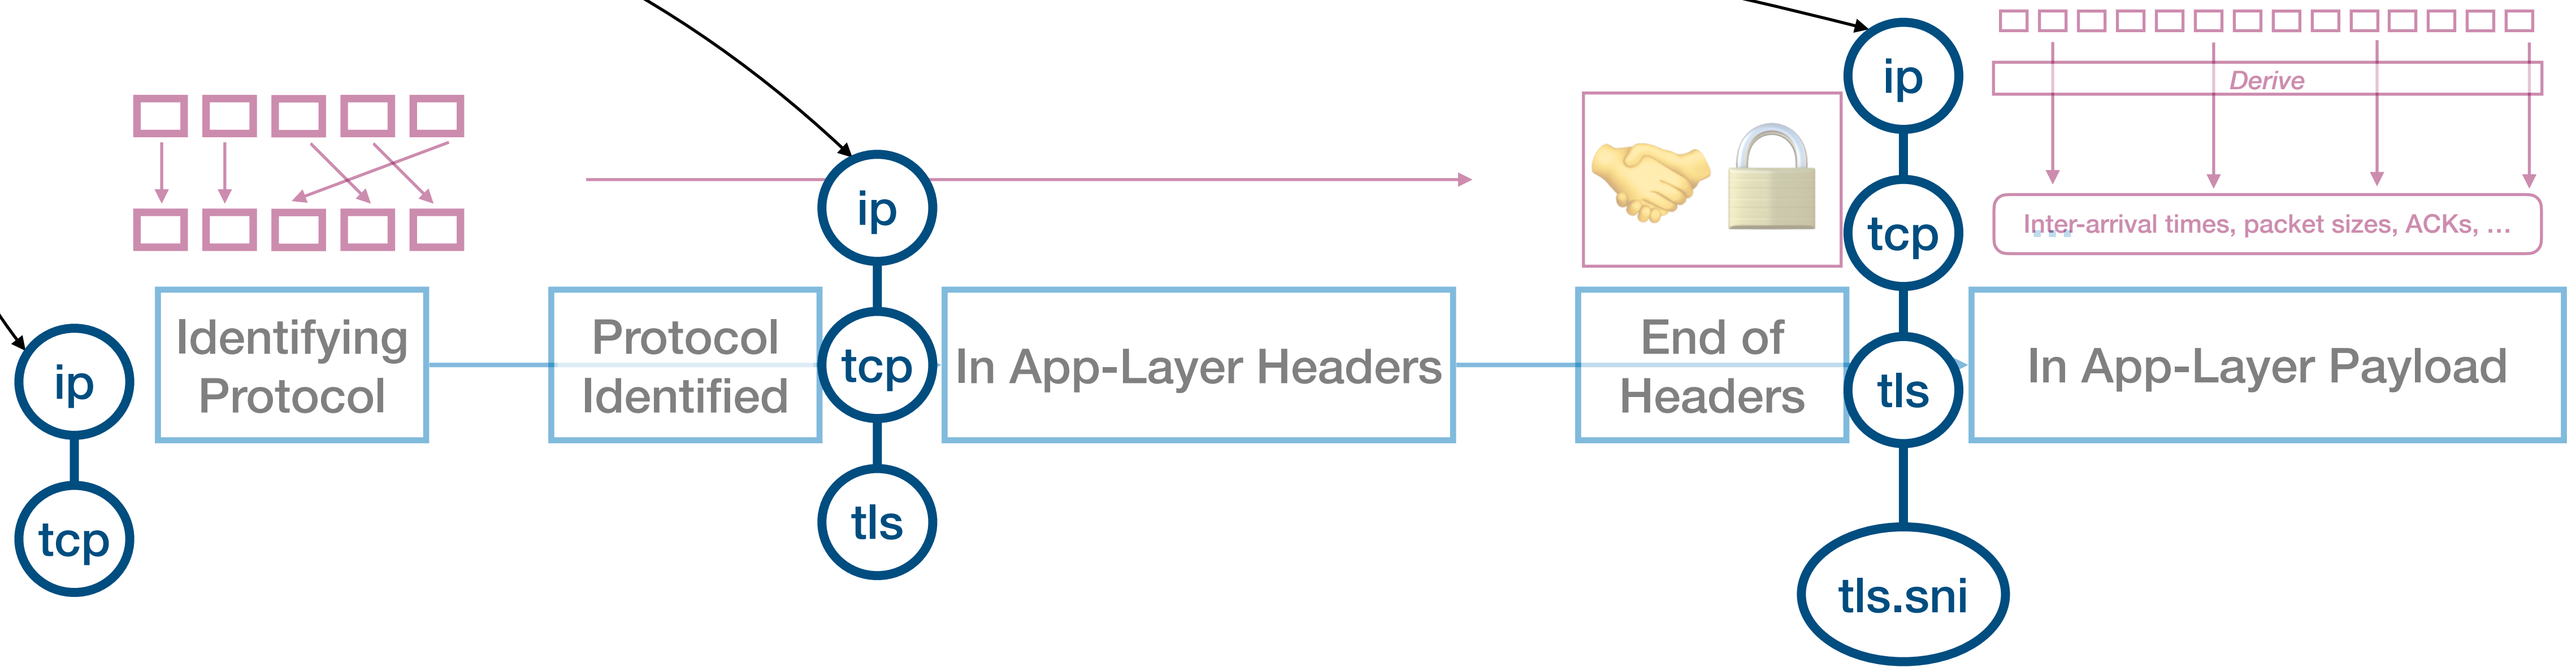 ip
tcp
Identifying
Protocol
Protocol
Identified
ip
tcp
tls
In App-Layer Headers
End of
Headers
ip
tcp
tls
tls.sni
Derive
Inter-arrival times, packet sizes, ACKs, ...
...
In App-Layer Payload